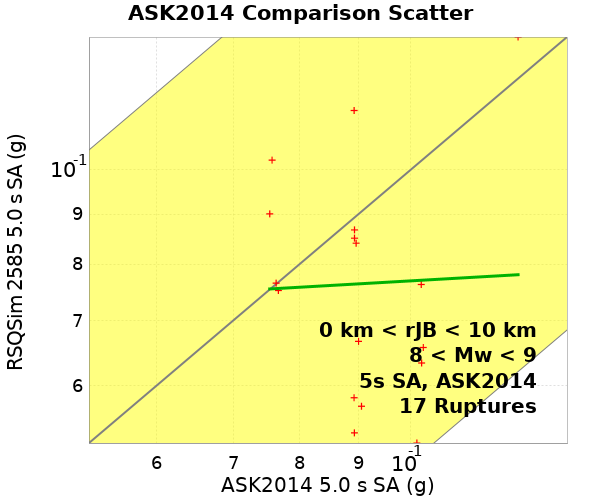 ASK2014 Comparison Scatter
RSQSim 2585 5.0 s SA (g)
10-1
9
8
7
6
0 km < rJB < 10 km
8 < Mw < 9
5s SA, ASK2014
17 Ruptures
6 7 8 9 10-1
ASK2014 5.0 s SA (g)